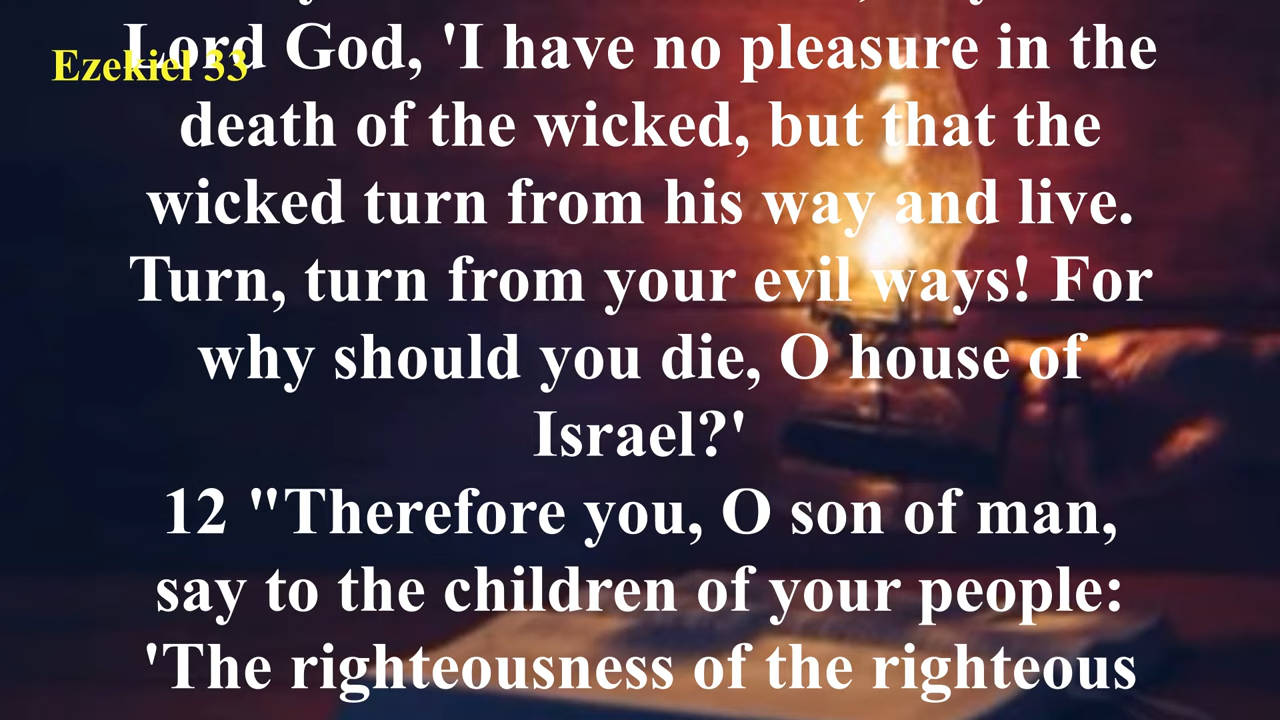 Ezekiel 33
Lord God, 'I have no pleasure in the
death of the wicked, but that the
wicked turn from his way and live.
Turn, turn from your evil ways! For
why should you die, O house of
Israel?'
12 "Therefore you, O son of man,
say to the children of your people:
'The righteousness of the righteous